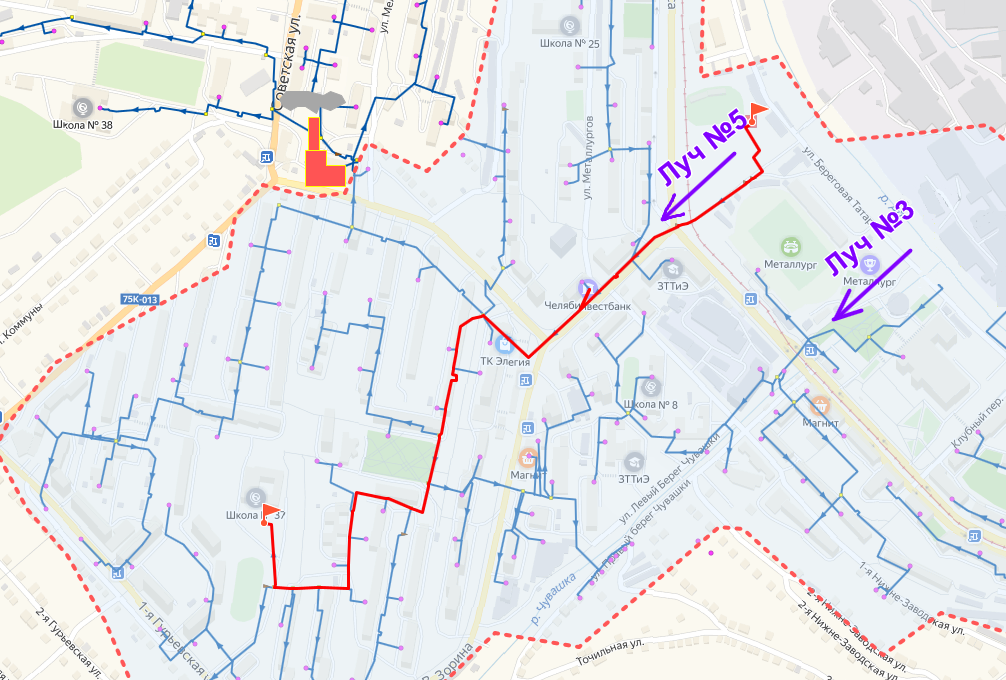 Советская ул.
ул. Ме
Школа № 25
Школа № 38
ул. Металлургов
Луч №5
ул. Береговая Татар
Луч №3
Металлург
Металлург
75К-013
Коммуны
ЗТТиЭ
Челябинвестбанк
ТК Элегия
Школа № 8
Магнит
Клубный пер.
Магнит
ЗТТиЭ
ул. Левый Берег Чувашки
ул. Правый берег Чувашки
Школа № 37
р. Чувашка
1-я Нижне-Заводская ул.
2-я Нижне-Заводская ул.
2-я Нижне-Заводская ул.
1-я Гурьевская ул.
2-я Гурьевская ул.
Точильная ул.
Зорина